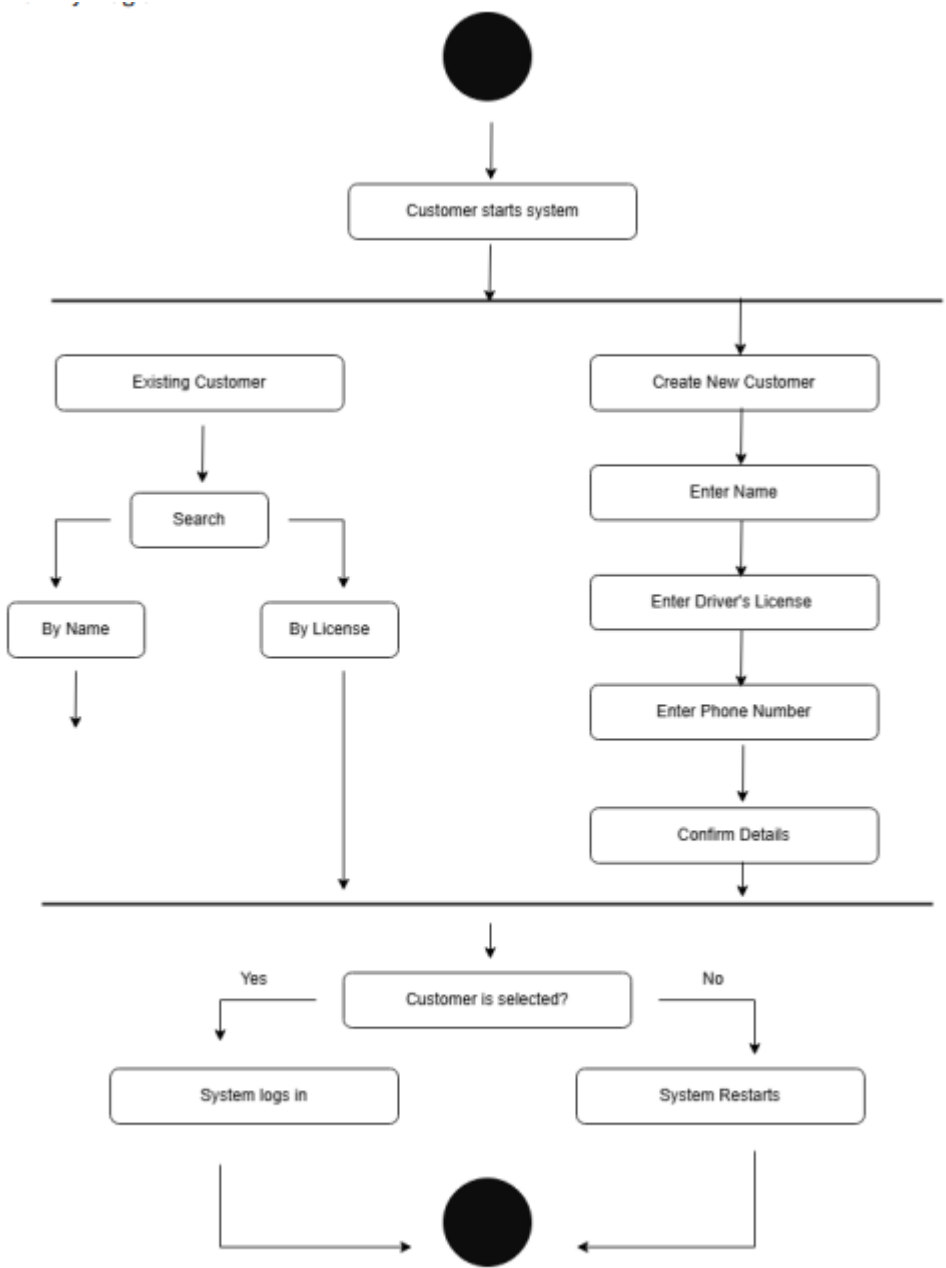 Customer starts system
Existing Customer
Create New Customer
Search
Enter Name
By Name
By License
Enter Driver's License
Enter Phone Number
Confirm Details
Yes
No
Customer is selected?
System logs in
System Restarts